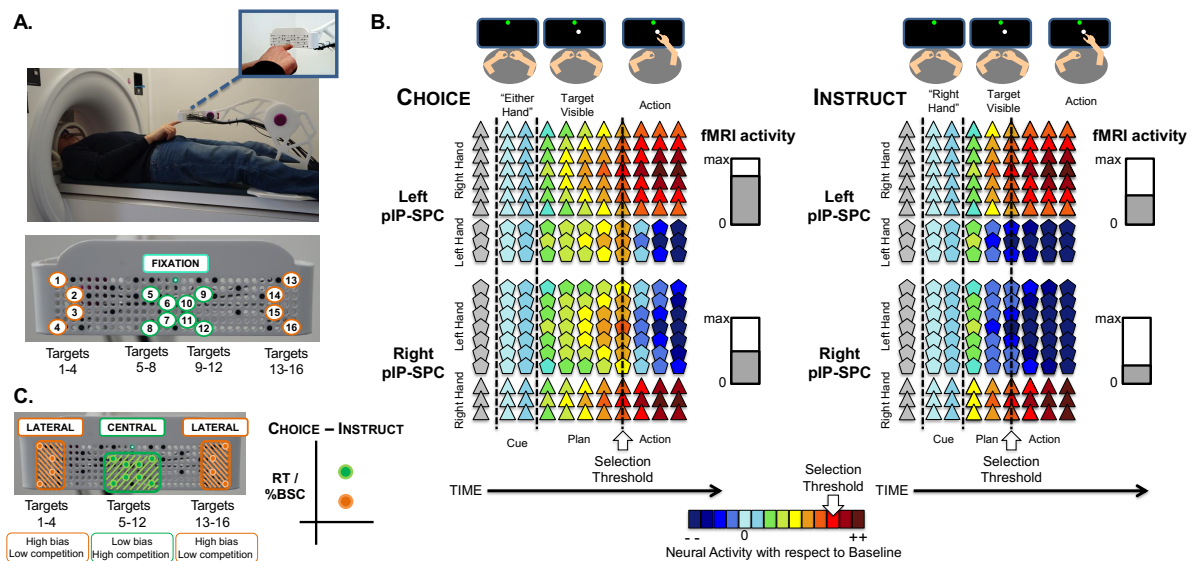 A.
FIXATION
1
2
3
4
5
6
7
8
9
10
11
12
13
14
15
16
Targets
1-4
Targets
5-8
Targets
9-12
Targets
13-16
B.
CHOICE
"Either
Hand"
Target
Visible
Action
fMRI activity
max
0
Left
pIP-SPC
Right Hand
Left Hand
Right
pIP-SPC
Left Hand
Right Hand
max
0
Cue
Plan
Action
Selection
Threshold
TIME
INSTRUCT
"Right
Hand"
Target
Visible
Action
fMRI activity
max
0
Left
pIP-SPC
Right Hand
Left Hand
Right
pIP-SPC
Left Hand
Right Hand
max
0
Cue
Plan
Action
Selection
Threshold
TIME
Selection
Threshold
- -
0
++
Neural Activity with respect to Baseline
C.
LATERAL
CENTRAL
LATERAL
Targets
1-4
Targets
5-12
Targets
13-16
High bias
Low competition
Low bias
High competition
High bias
Low competition
CHOICE – INSTRUCT
RT /
%BSC